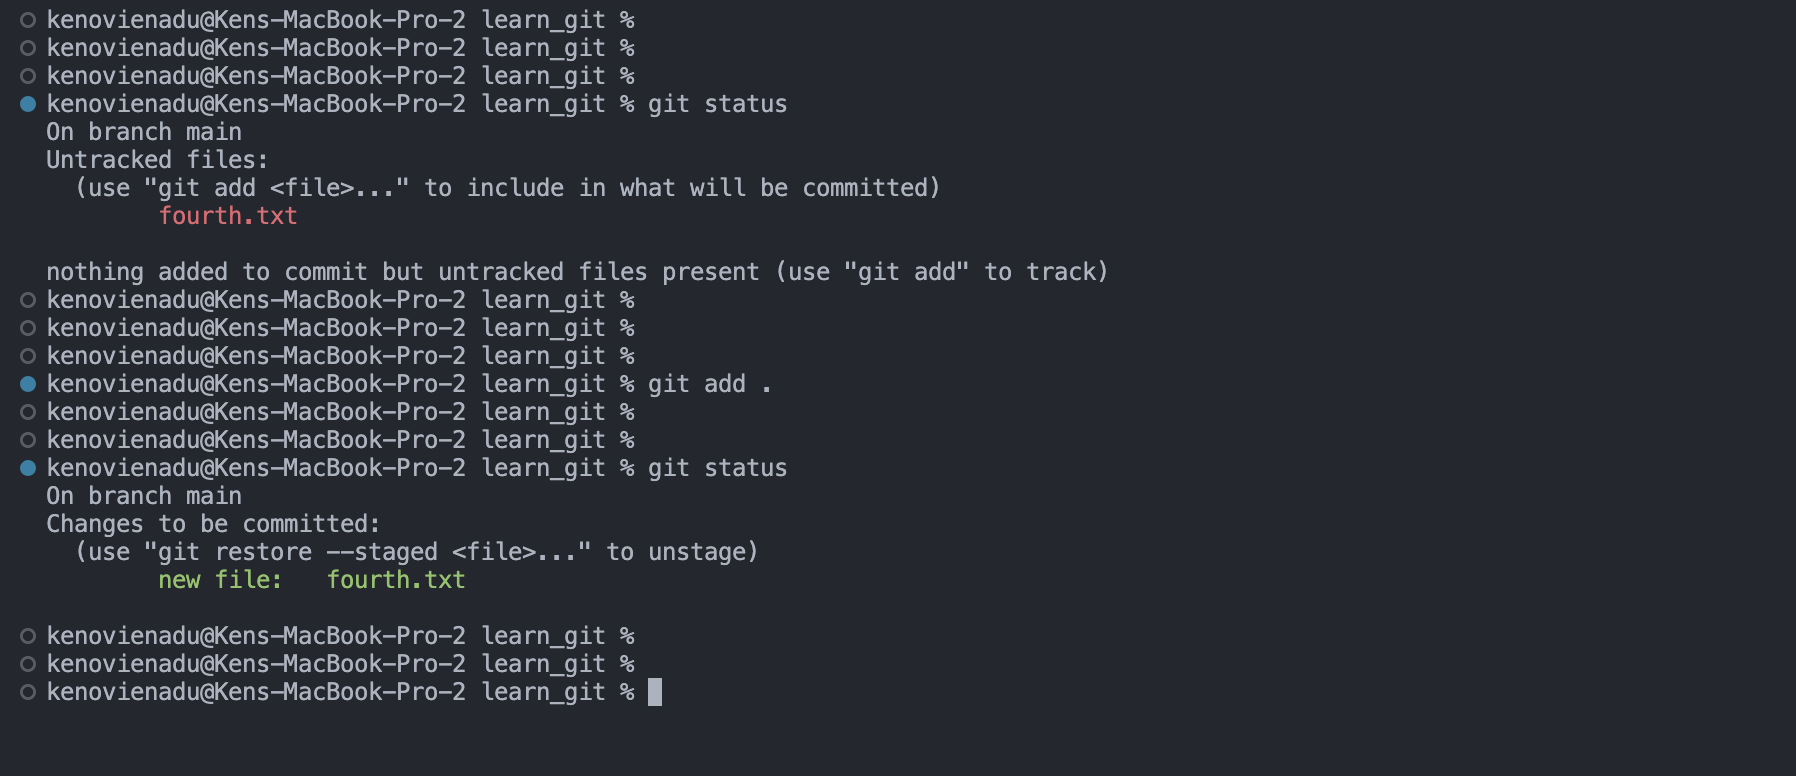 kenovienadu@Kens-MacBook-Pro-2 learn_git %
kenovienadu@Kens-MacBook-Pro-2 learn_git %
kenovienadu@Kens-MacBook-Pro-2 learn_git %
kenovienadu@Kens-MacBook-Pro-2 learn_git % git status
On branch main
Untracked files:
  (use "git add <file>..." to include in what will be committed)
        fourth.txt

nothing added to commit but untracked files present (use "git add" to track)
kenovienadu@Kens-MacBook-Pro-2 learn_git %
kenovienadu@Kens-MacBook-Pro-2 learn_git %
kenovienadu@Kens-MacBook-Pro-2 learn_git %
kenovienadu@Kens-MacBook-Pro-2 learn_git % git add .
kenovienadu@Kens-MacBook-Pro-2 learn_git %
kenovienadu@Kens-MacBook-Pro-2 learn_git %
kenovienadu@Kens-MacBook-Pro-2 learn_git % git status
On branch main
Changes to be committed:
  (use "git restore --staged <file>..." to unstage)
        new file:   fourth.txt

kenovienadu@Kens-MacBook-Pro-2 learn_git %
kenovienadu@Kens-MacBook-Pro-2 learn_git %
kenovienadu@Kens-MacBook-Pro-2 learn_git %